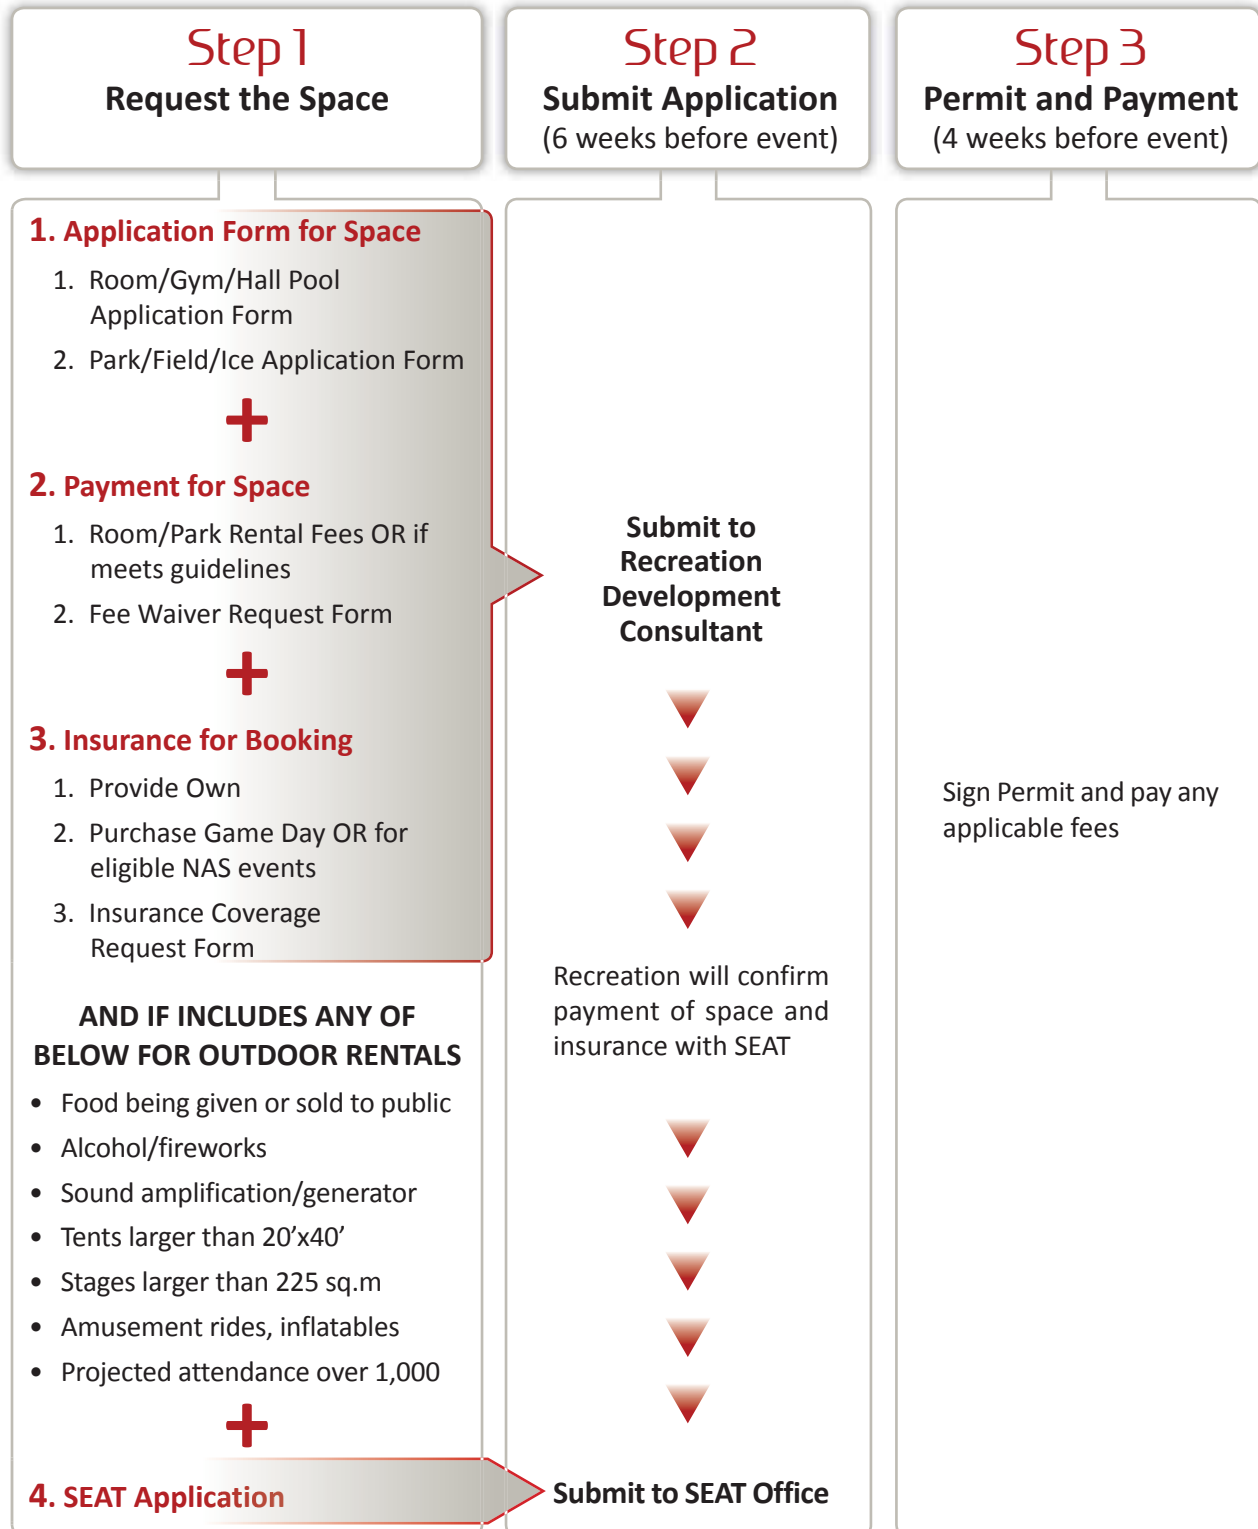 Step 1
Request the Space
Step 2
Submit Application
(6 weeks before event)
Step 3
Permit and Payment
(4 weeks before event)
1. Application Form for Space
1. Room/Gym/Hall Pool
Application Form
2. Park/Field/Ice Application Form
+
2. Payment for Space
1. Room/Park Rental Fees OR if
meets guidelines
2. Fee Waiver Request Form
+
3. Insurance for Booking
1. Provide Own
2. Purchase Game Day OR for
eligible NAS events
3. Insurance Coverage
Request Form
AND IF INCLUDES ANY OF
BELOW FOR OUTDOOR RENTALS
• Food being given or sold to public
• Alcohol/fireworks
• Sound amplification/generator
• Tents larger than 20’x40’
• Stages larger than 225 sq.m
• Amusement rides, inflatables
• Projected attendance over 1,000
+
4. SEAT Application
Submit to
Recreation
Development
Consultant
Recreation will confirm
payment of space and
insurance with SEAT
Submit to SEAT Office
Sign Permit and pay any
applicable fees